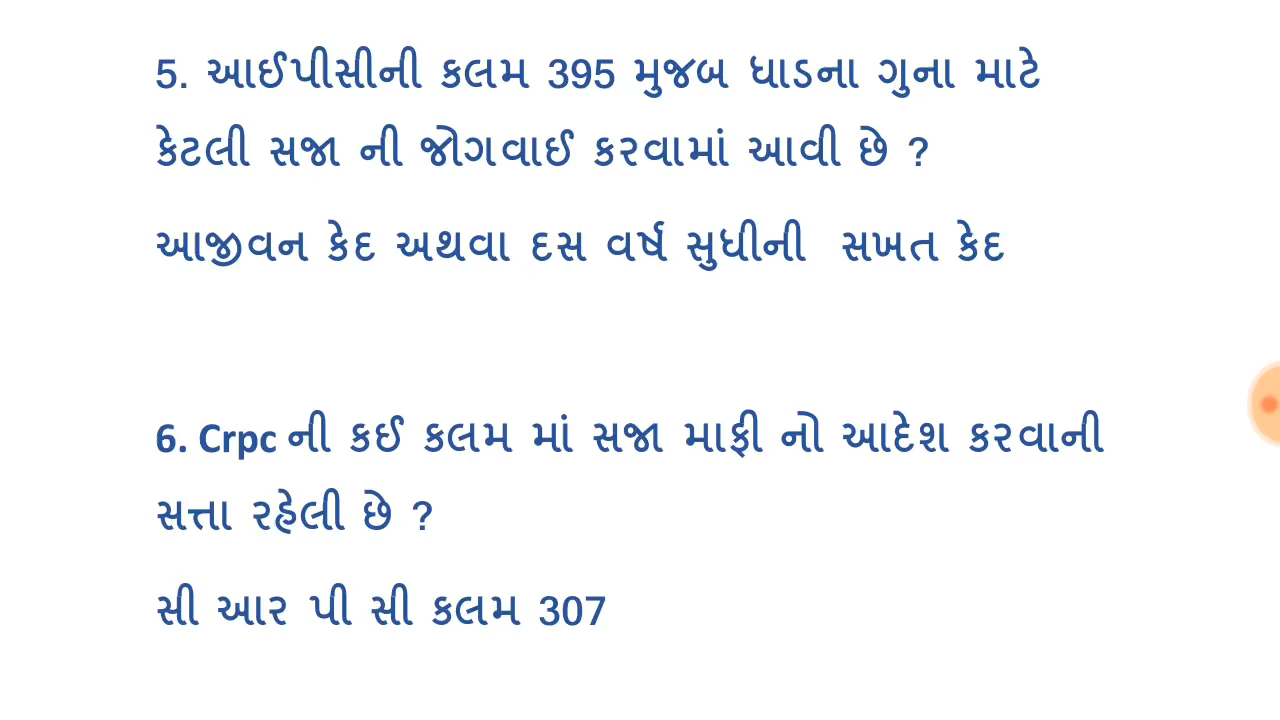 5. આઈપીસીની કલમ 395 મુજબ ધાડના ગુના માટે
કેટલી સજા ની જોગવાઈ કરવામાં આવી છે ?
આજીવન કેદ અથવા દસ વર્ષ સુધીની  સખત કેદ
6. Crpc ની કઈ કલમ માં સજા માફી નો આદેશ કરવાની
સત્તા રહેલી છે ?
સી આર પી સી કલમ 307